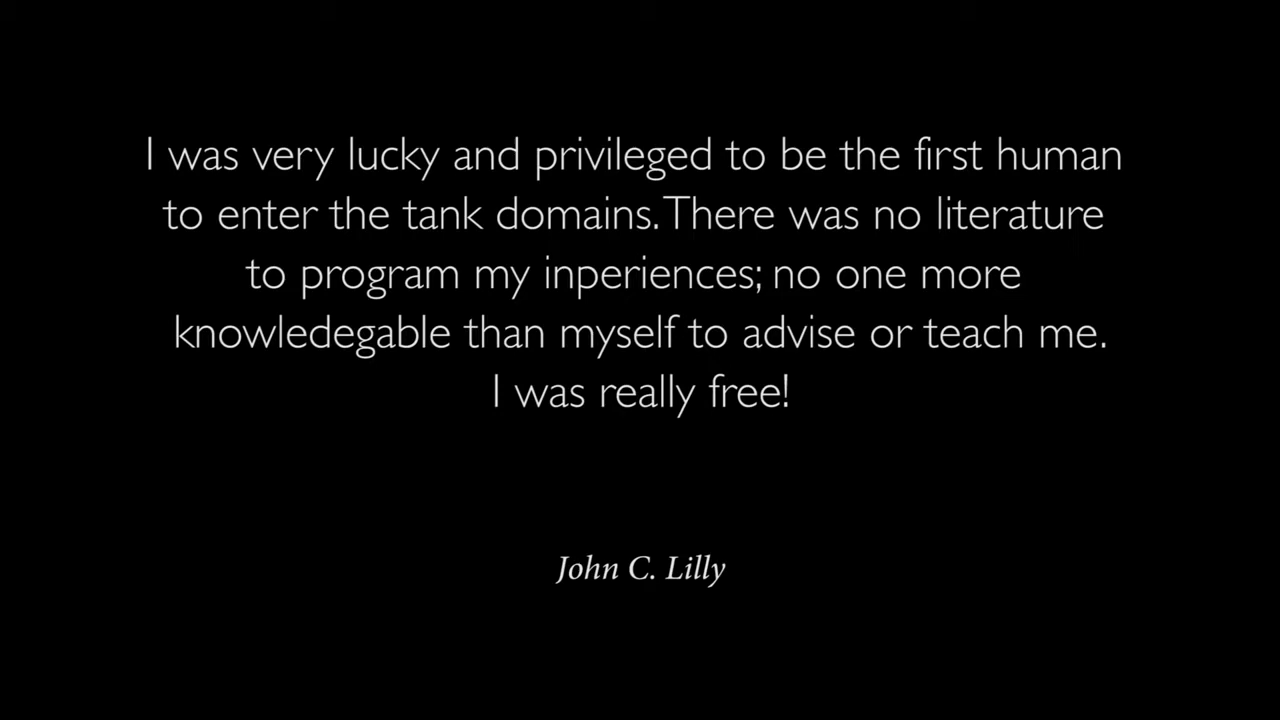 I was very lucky and privileged to be the first human
to enter the tank domains. There was no literature
to program my inperiences; no one more
knowledegable than myself to advise or teach me.
I was really free!
John C. Lilly